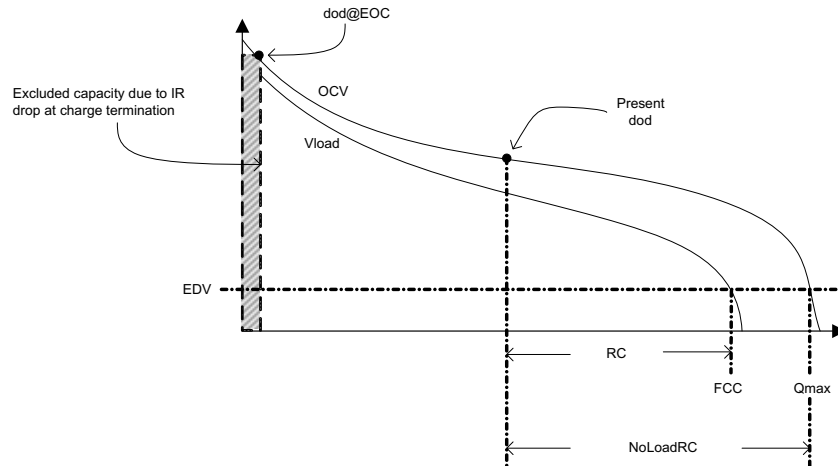 dod@EOC
Excluded capacity due to IR
drop at charge termination
OCV
Present
dod
Vload
EDV
RC
FCC
Qmax
NoLoadRC